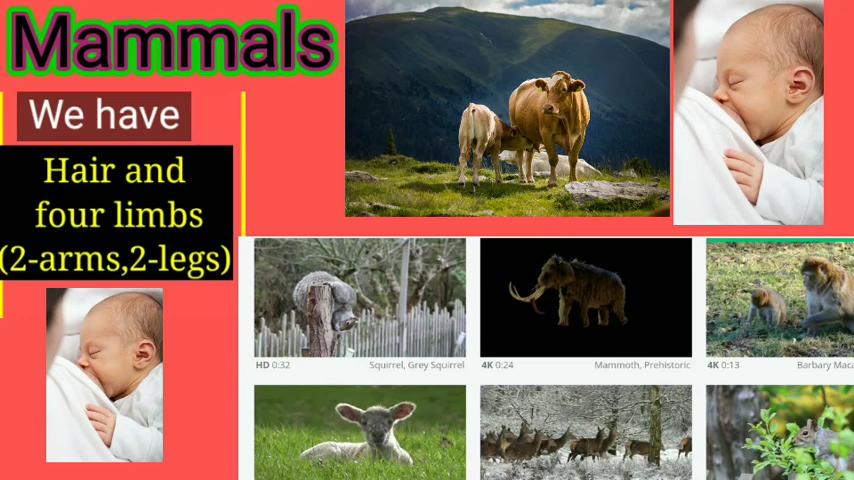 Mammals
We have
Hair and
four limbs
(2-arms,2-legs)
HD 0:32
Squirrel, Grey Squirrel
4K 0:24
Mammoth, Prehistoric
4K 0:13
Barbary Maca